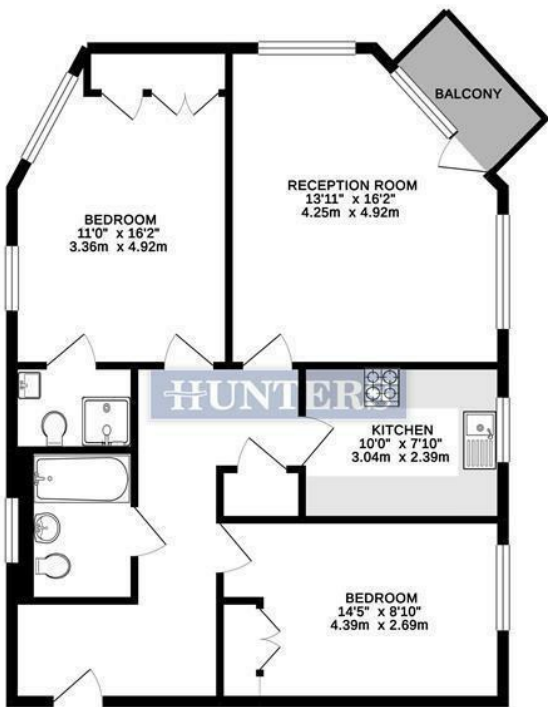 BALCONY
RECEPTION ROOM
13'11" x 16'2"
4.25m x 4.92m
BEDROOM
11'0" x 16'2"
3.36m x 4.92m
HUNTERS
KITCHEN
10'0" x 7'10"
3.04m x 2.39m
BEDROOM
14'5" x 8'10"
4.39m x 2.69m